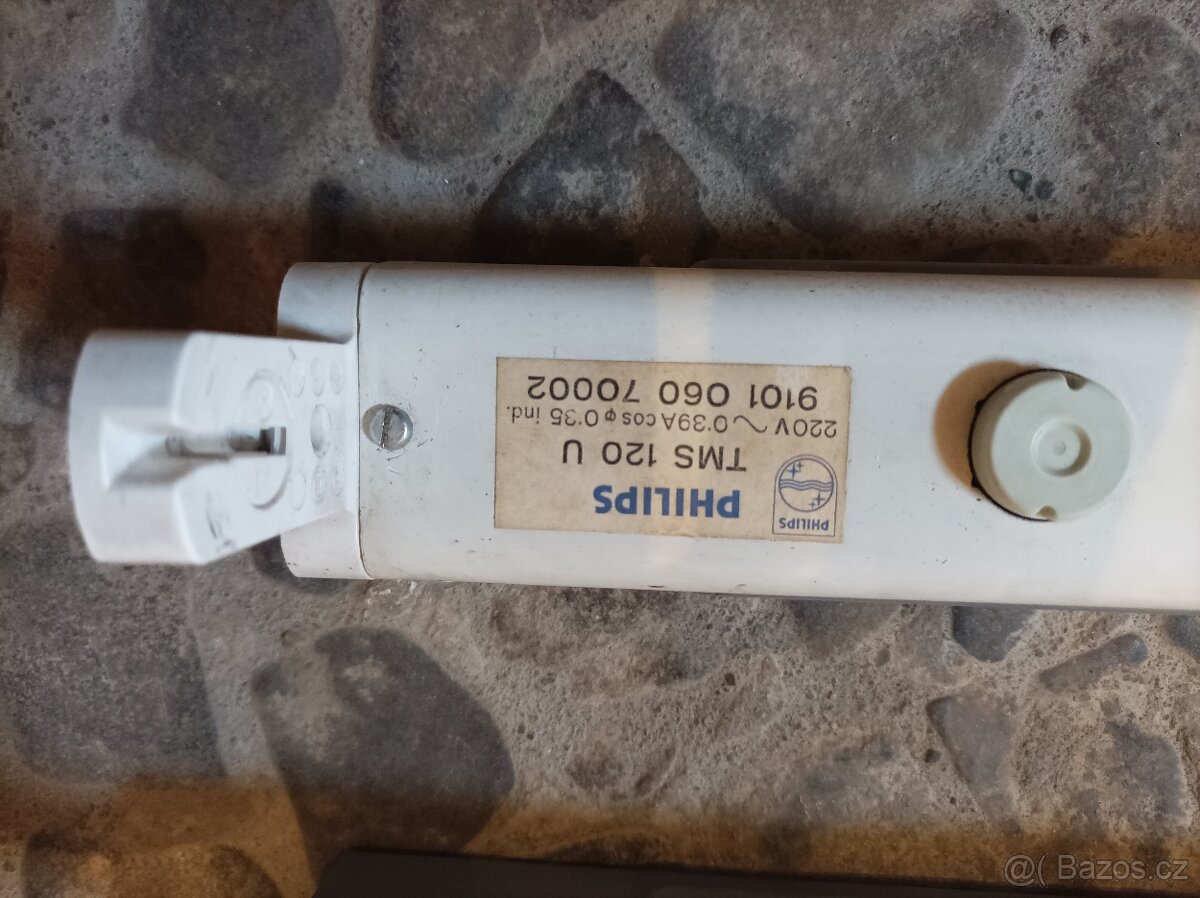 PHILIPS
PHILIPS
TMS 120 U
220V ~ 0'39A cos φ 0'35 ind.
9101 060 70002
@( Bazos.cz